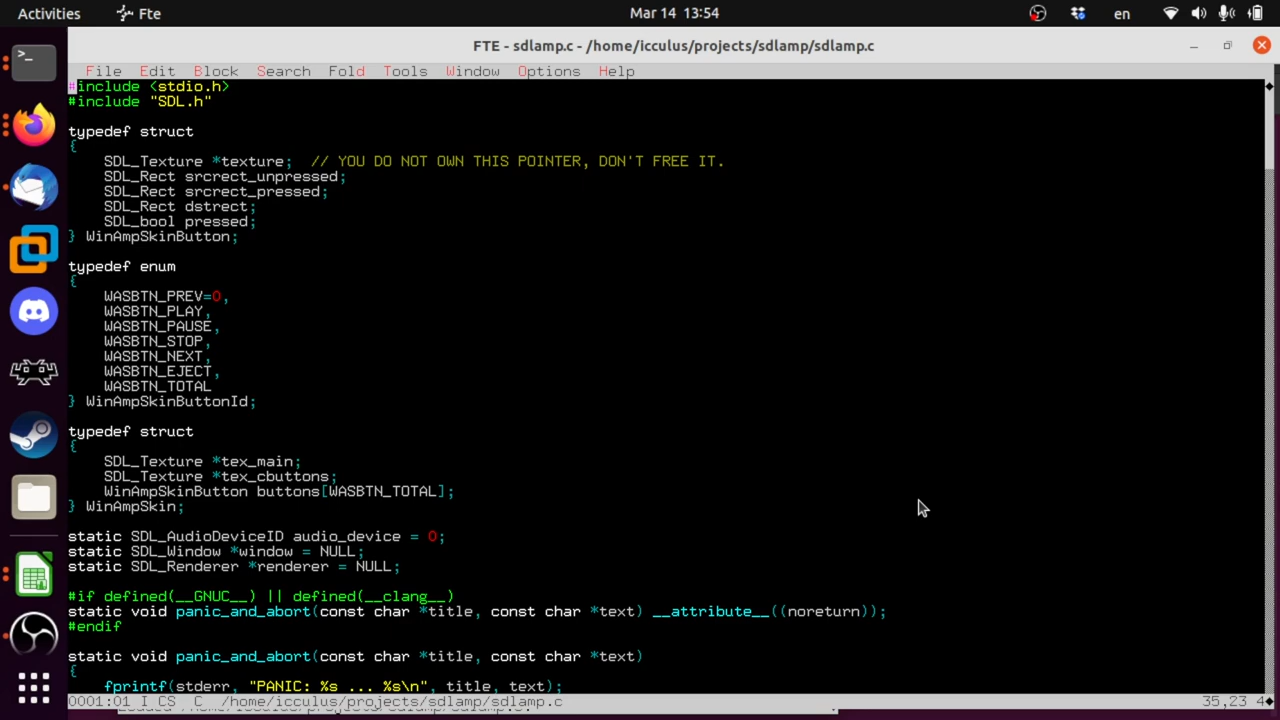 Activities
Fte
Mar 14 13:54
en
FTE - sdlamp.c - /home/icculus/projects/sdlamp/sdlamp.c
File Edit Block Search Fold Tools Window Options Help
#include <stdio.h>
#include "SDL.h"
typedef struct
{
SDL_Texture *texture; // YOU DO NOT OWN THIS POINTER, DON'T FREE IT.
SDL_Rect srcrect_unpressed;
SDL_Rect srcrect_pressed;
SDL_Rect dstrect;
SDL_bool pressed;
} WinAmpSkinButton;
typedef enum
{
WASBTN_PREV=0,
WASBTN_PLAY,
WASBTN_PAUSE,
WASBTN_STOP,
WASBTN_NEXT,
WASBTN_EJECT,
WASBTN_TOTAL
} WinAmpSkinButtonId;
typedef struct
{
SDL_Texture *tex_main;
SDL_Texture *tex_cbuttons;
WinAmpSkinButton buttons[WASBTN_TOTAL];
} WinAmpSkin;
static SDL_AudioDeviceID audio_device = 0;
static SDL_Window *window = NULL;
static SDL_Renderer *renderer = NULL;
#if defined(__GNUC__) || defined(__clang__)
static void panic_and_abort(const char *title, const char *text) __attribute__((noreturn));
#endif
static void panic_and_abort(const char *title, const char *text)
{
fprintf(stderr, "PANIC: %s ... %s\n", title, text);
0001:01 I CS C /home/icculus/projects/sdlamp/sdlamp.c 35,23 4